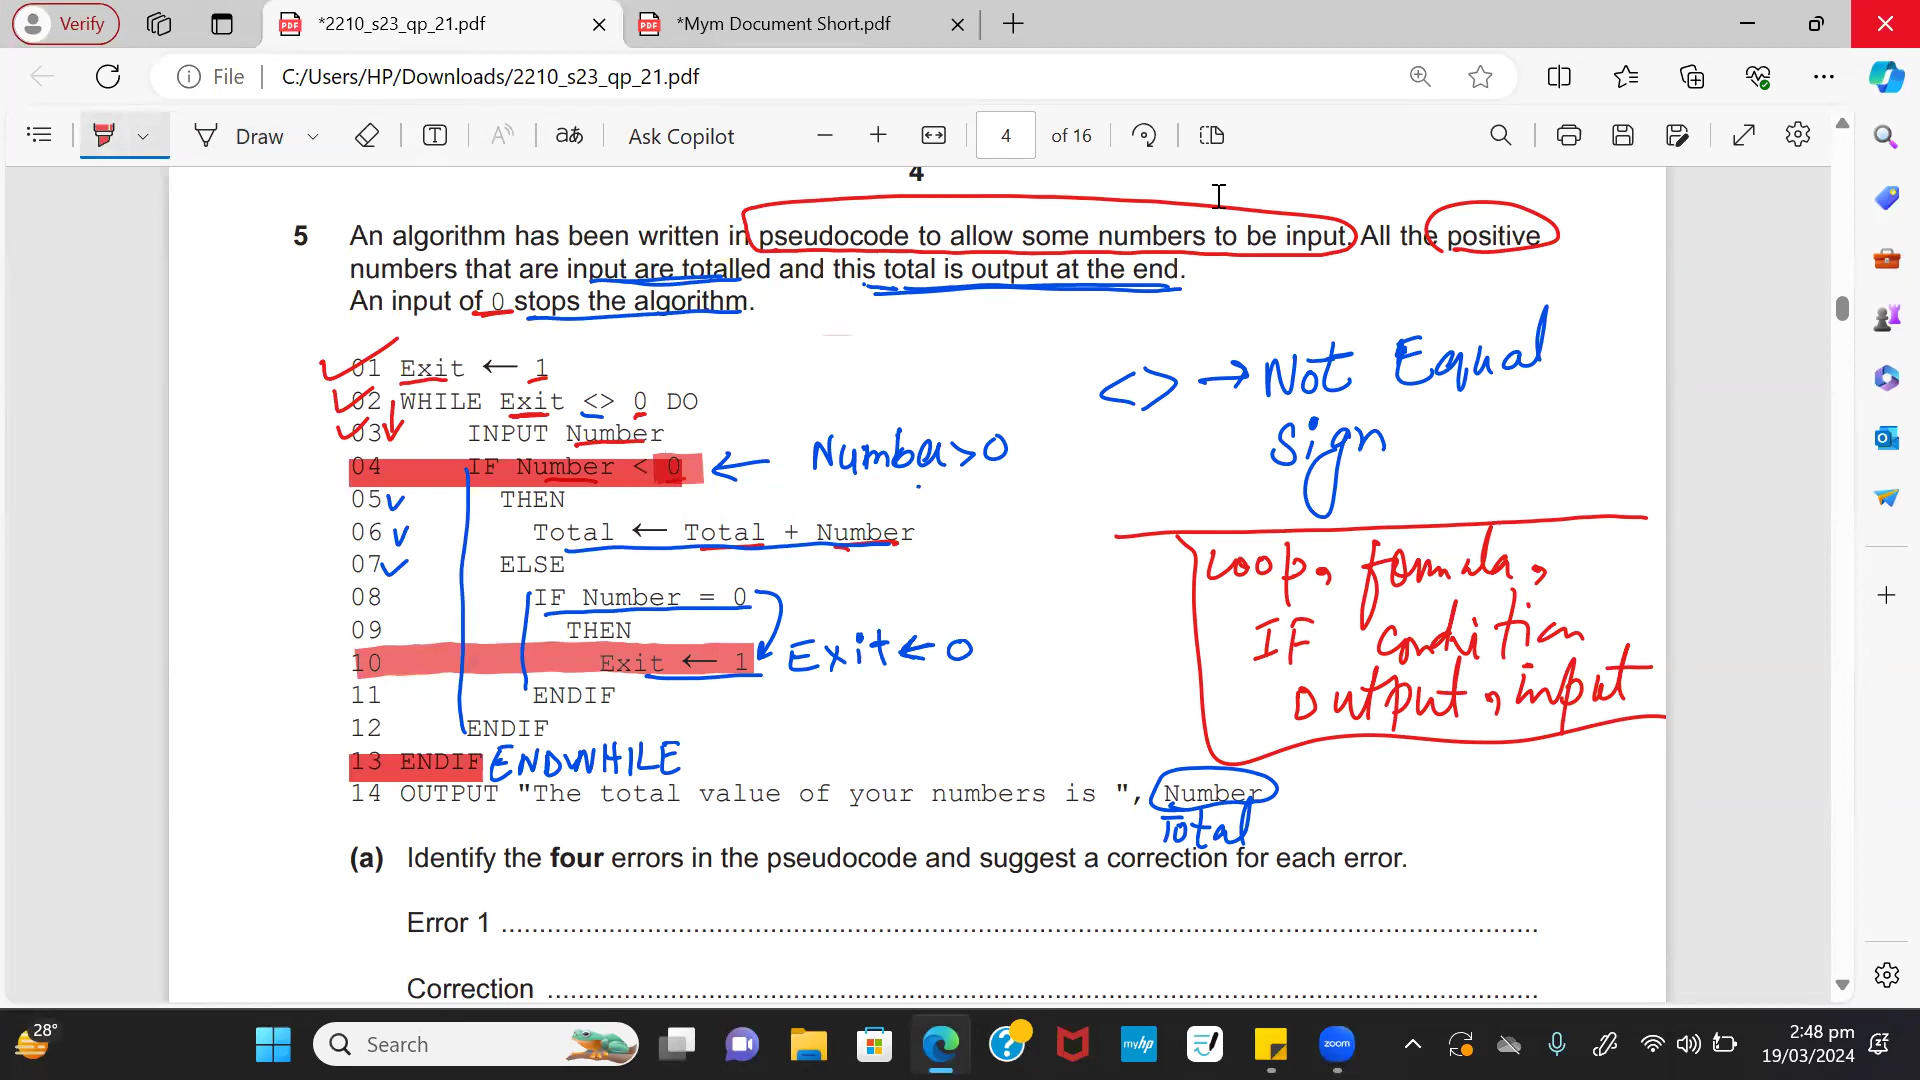 Verify
*2210_s23_qp_21.pdf
*Mym Document Short.pdf
File
C:/Users/HP/Downloads/2210_s23_qp_21.pdf
Draw
aあ
Ask Copilot
4
of 16
4
5 An algorithm has been written in pseudocode to allow some numbers to be input. All the positive
numbers that are input are totalled and this total is output at the end.
An input of 0 stops the algorithm.
01 Exit ← 1
02 WHILE Exit <> 0 DO
03 INPUT Number
04 IF Number < 0
05 THEN
06 Total ← Total + Number
07 ELSE
08 IF Number = 0
09 THEN
10 Exit ← 1
11 ENDIF
12 ENDIF
13 ENDIF
14 OUTPUT "The total value of your numbers is ", Number
<> → Not Equal
Sign
← Number>0
Exit ← 0
ENDWHILE
Total
Loop, formula,
IF condition
output, input
(a) Identify the four errors in the pseudocode and suggest a correction for each error.
Error 1 ................................................................
Correction ................................................................
28°
Search
myhp
zoom
2:48 pm
19/03/2024